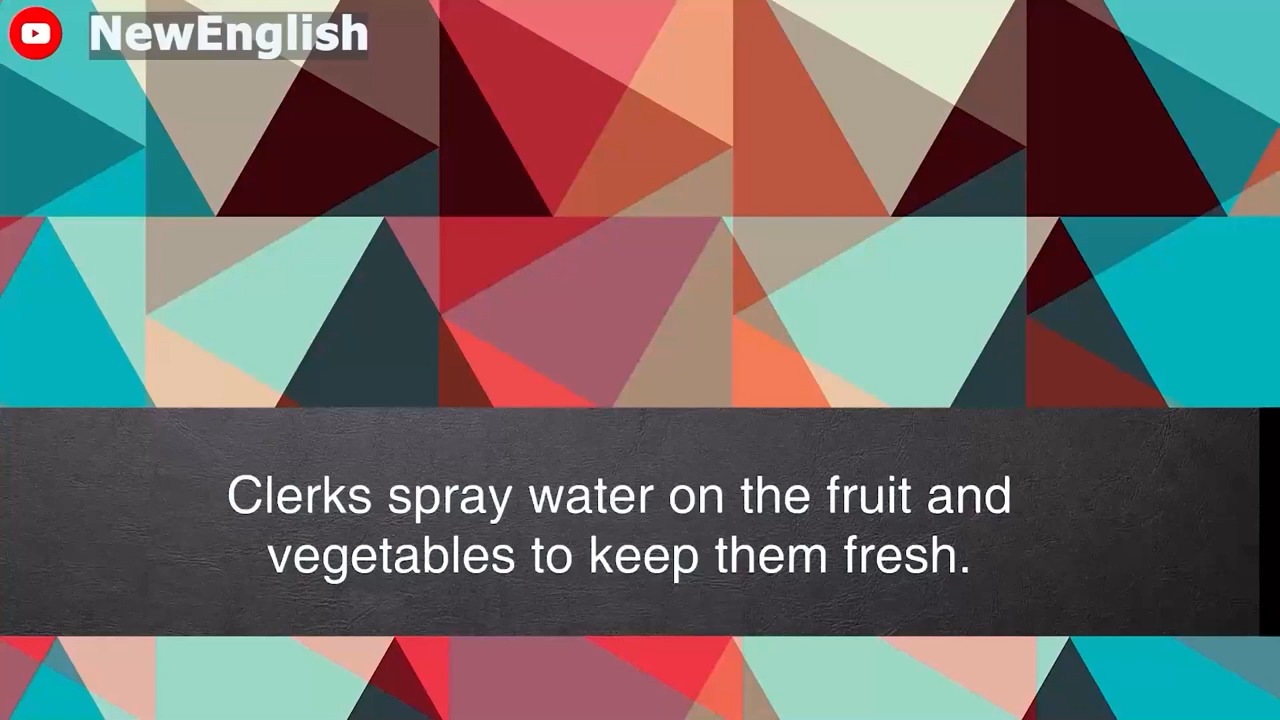 NewEnglish
Clerks spray water on the fruit and
vegetables to keep them fresh.